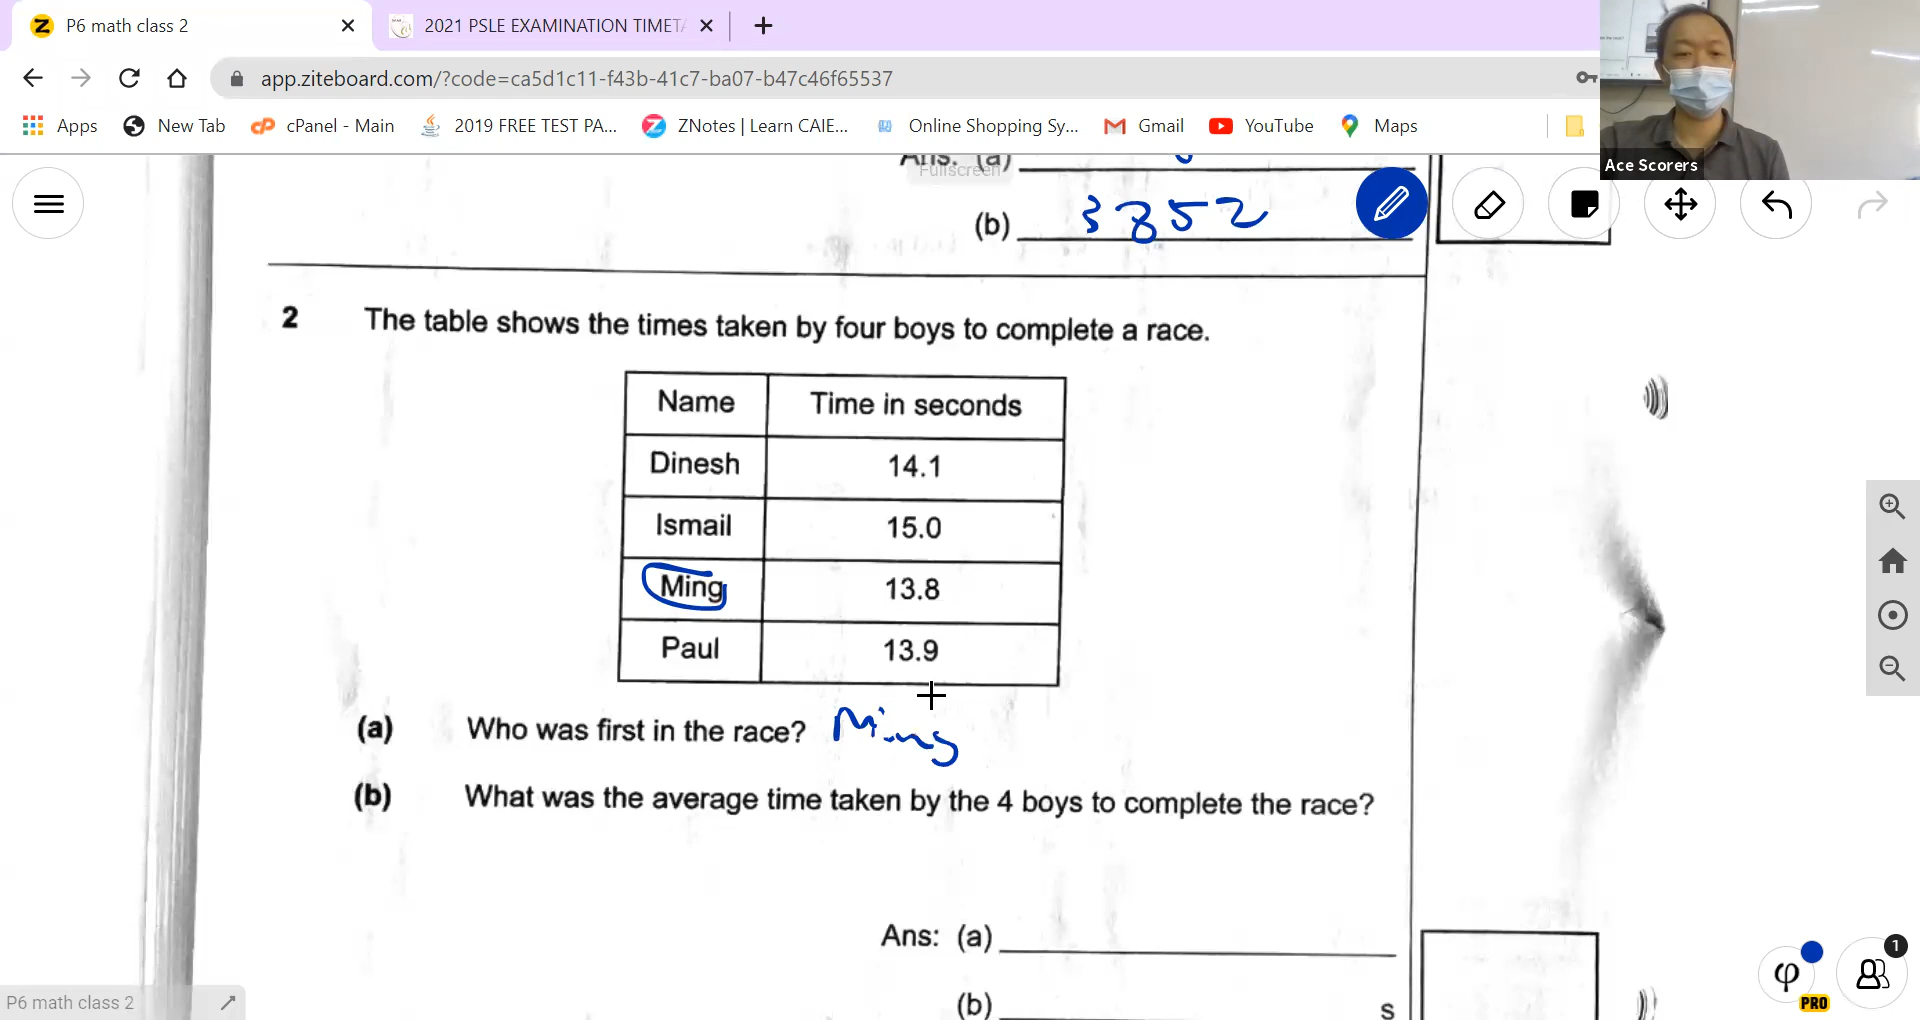 P6 math class 2
2021 PSLE EXAMINATION TIMETA
app.ziteboard.com/?code=ca5d1c11-f43b-41c7-ba07-b47c46f65537
Apps
New Tab
cPanel - Main
2019 FREE TEST PA...
ZNotes | Learn CAIE...
Online Shopping Sy...
Gmail
YouTube
Maps
Ace Scorers
Ans. (a)
Fullscreen
(b) 3852
2 The table shows the times taken by four boys to complete a race.
Name Time in seconds
Dinesh 14.1
Ismail 15.0
Ming 13.8
Paul 13.9
(a) Who was first in the race? Ming
(b) What was the average time taken by the 4 boys to complete the race?
Ans: (a)
(b) s
P6 math class 2
φ
PRO
1